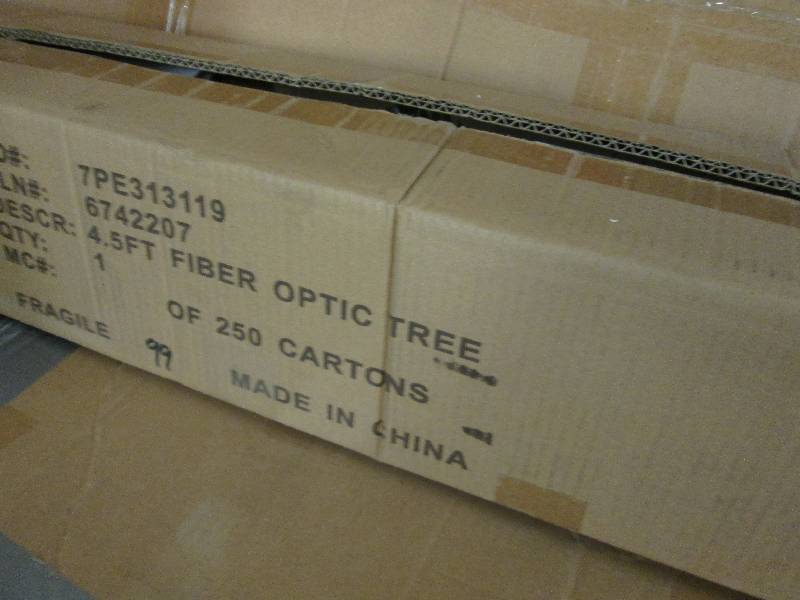 O#: 7PE313119
LN#: 6742207
DESCR: 4.5FT FIBER OPTIC TREE
QTY: 1
MC#: 99 OF 250 CARTONS
FRAGILE MADE IN CHINA